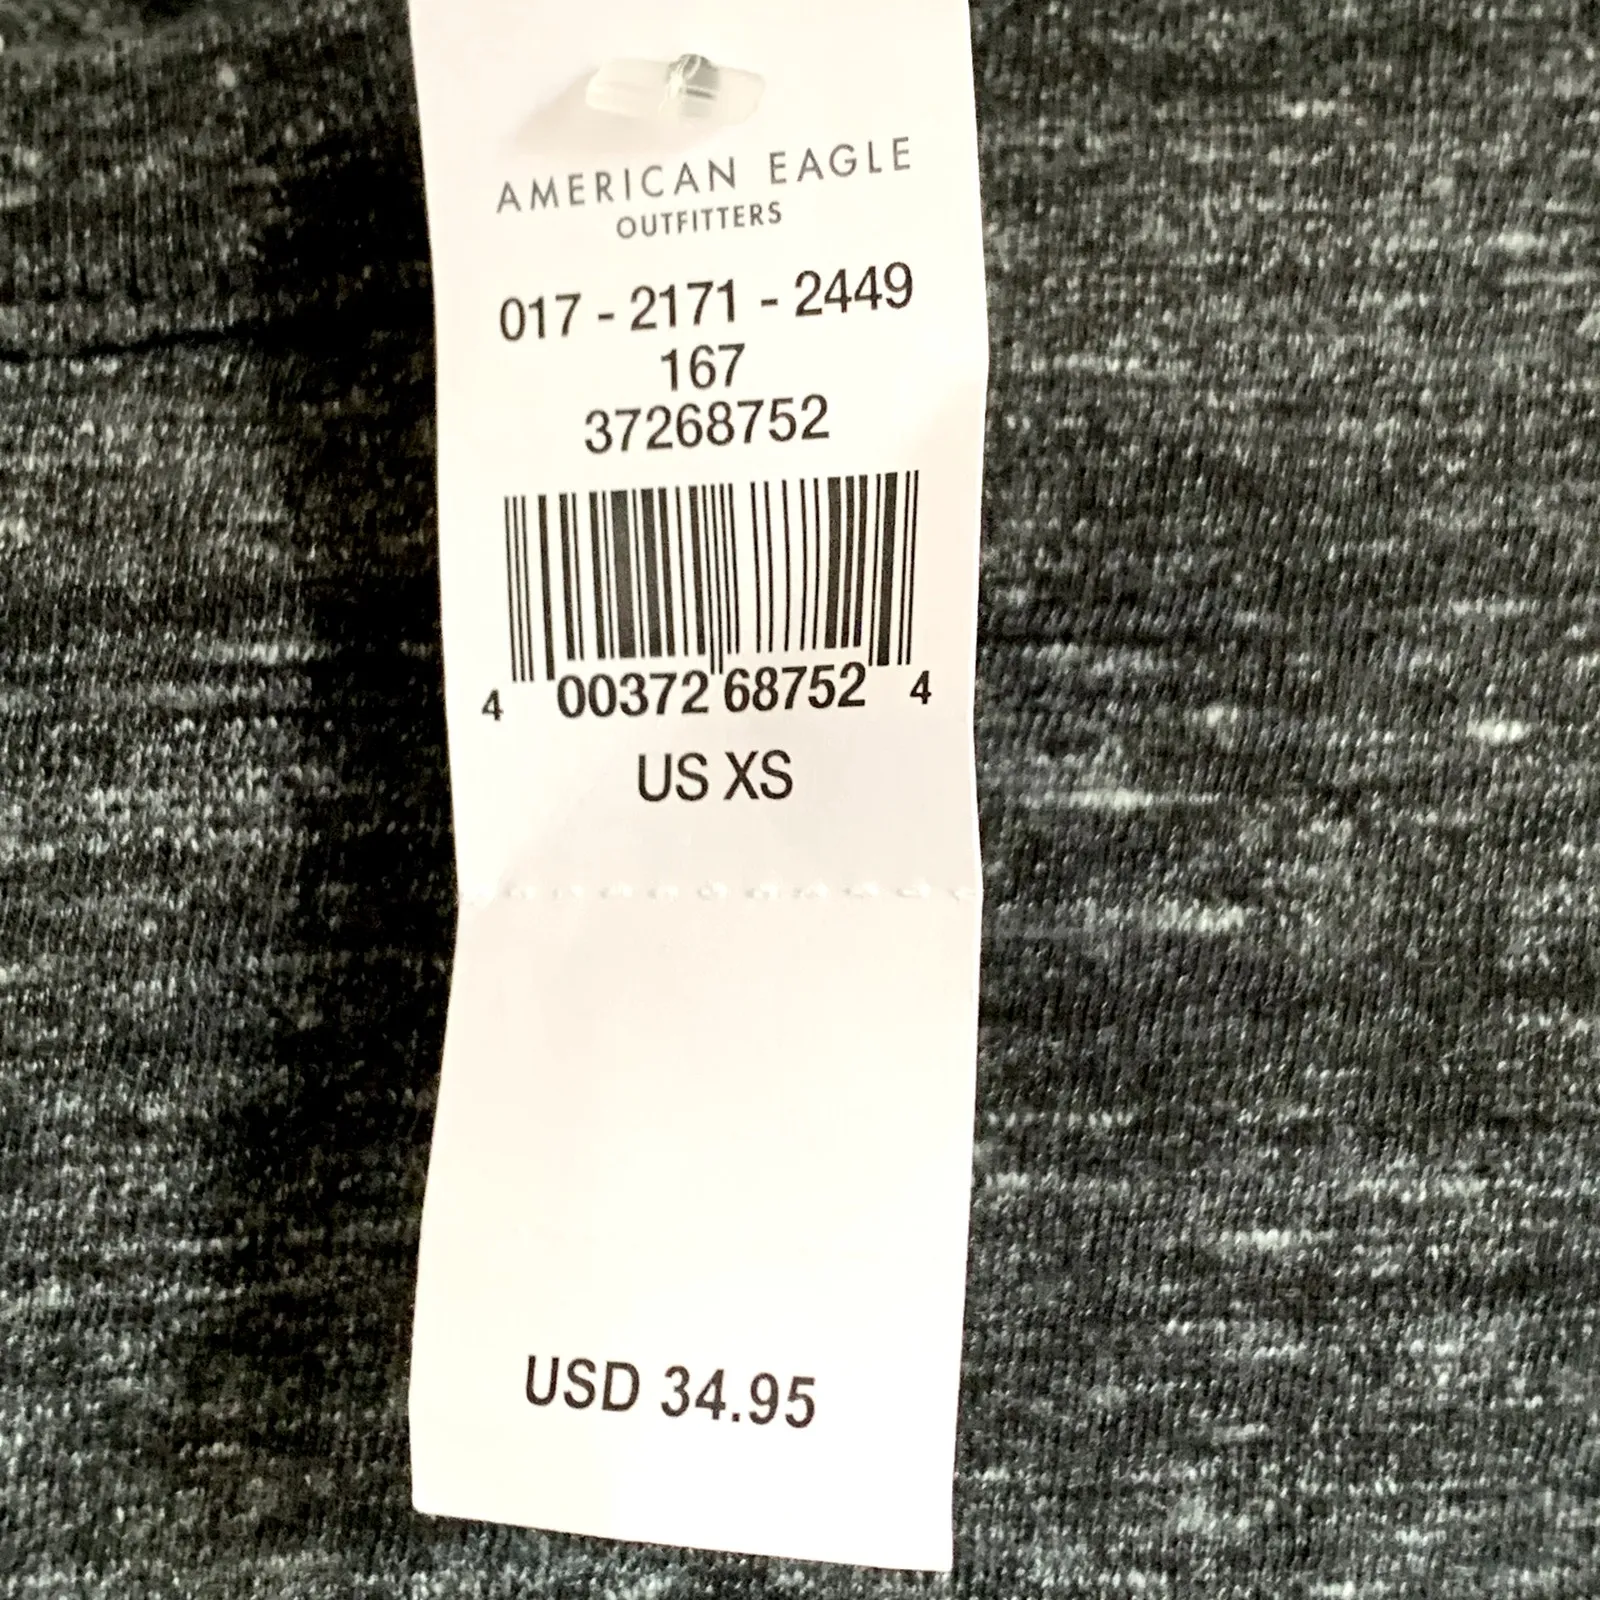 AMERICAN EAGLE
OUTFITTERS
017 - 2171 - 2449
167
37268752
4 00372 68752 4
US XS
USD 34.95